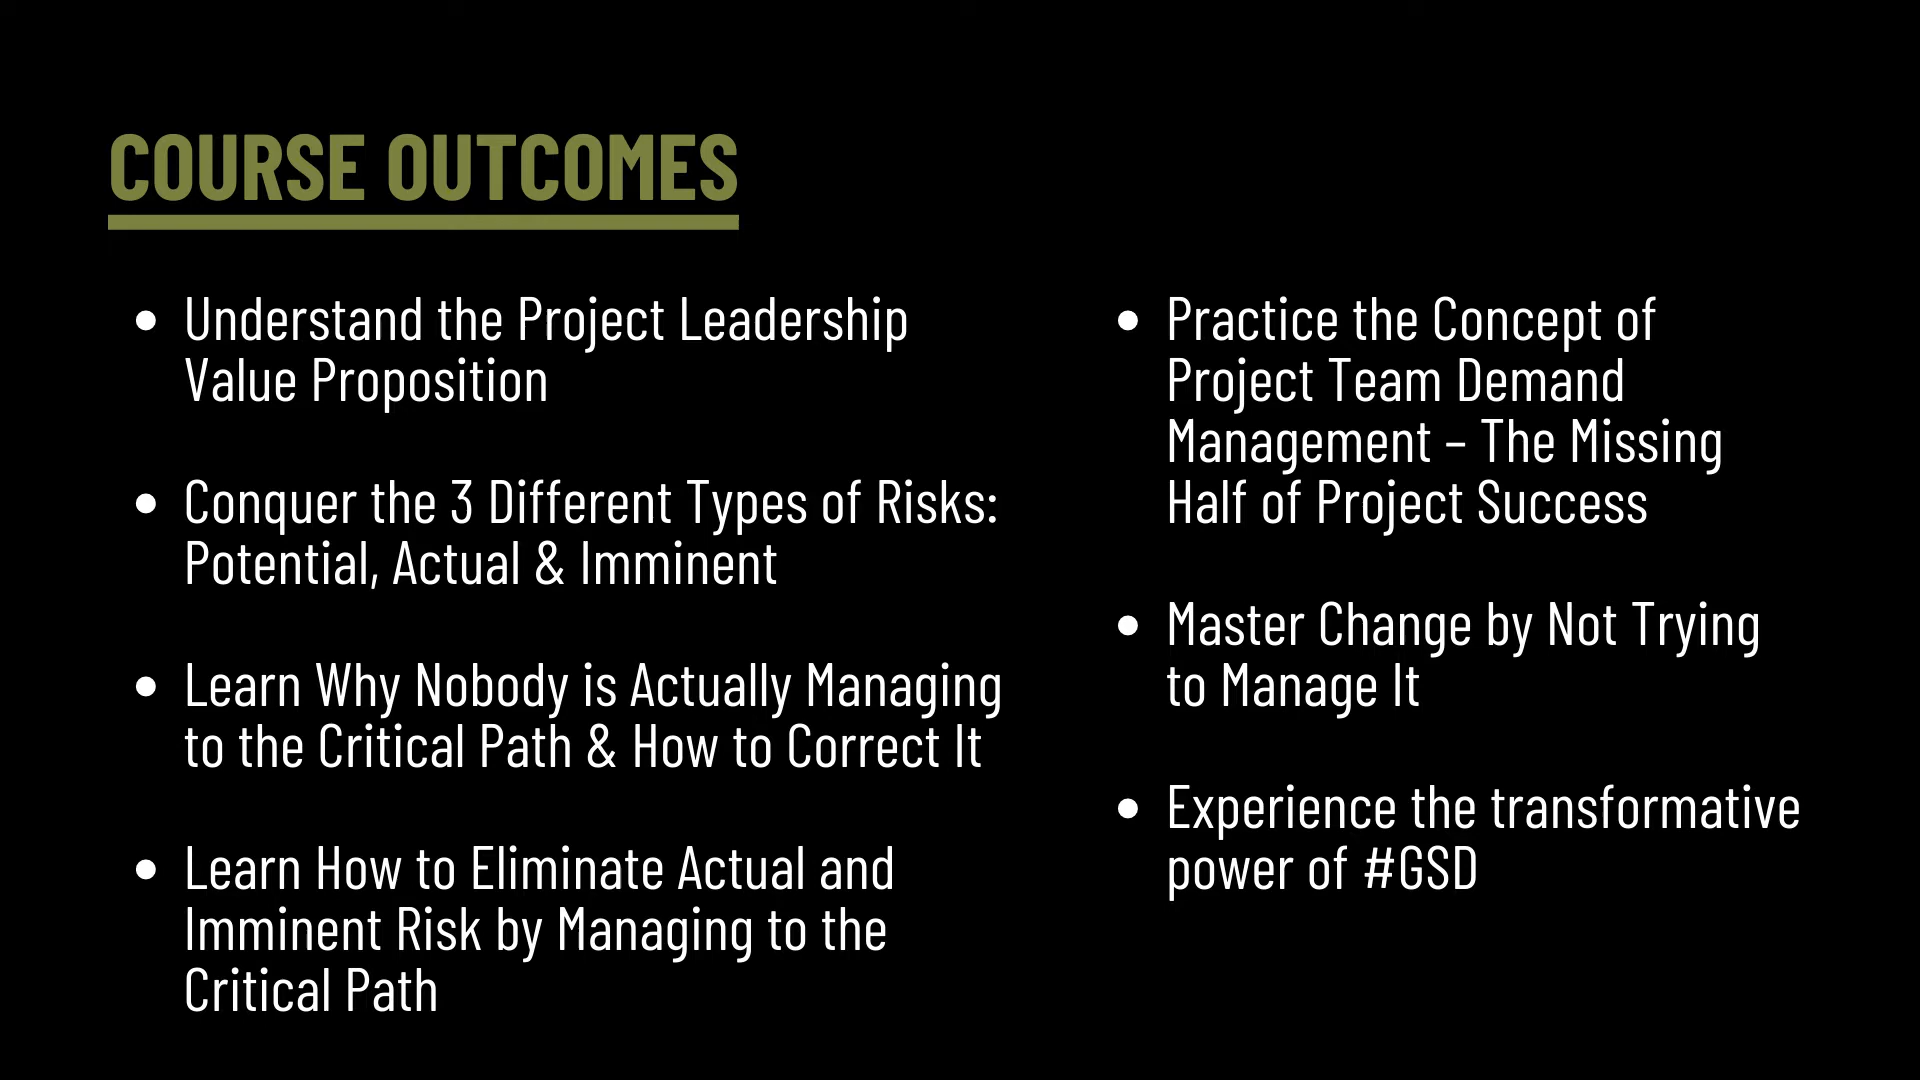 COURSE OUTCOMES
• Understand the Project Leadership
Value Proposition
• Conquer the 3 Different Types of Risks:
Potential, Actual & Imminent
• Learn Why Nobody is Actually Managing
to the Critical Path & How to Correct It
• Learn How to Eliminate Actual and
Imminent Risk by Managing to the
Critical Path
• Practice the Concept of
Project Team Demand
Management – The Missing
Half of Project Success
• Master Change by Not Trying
to Manage It
• Experience the transformative
power of #GSD